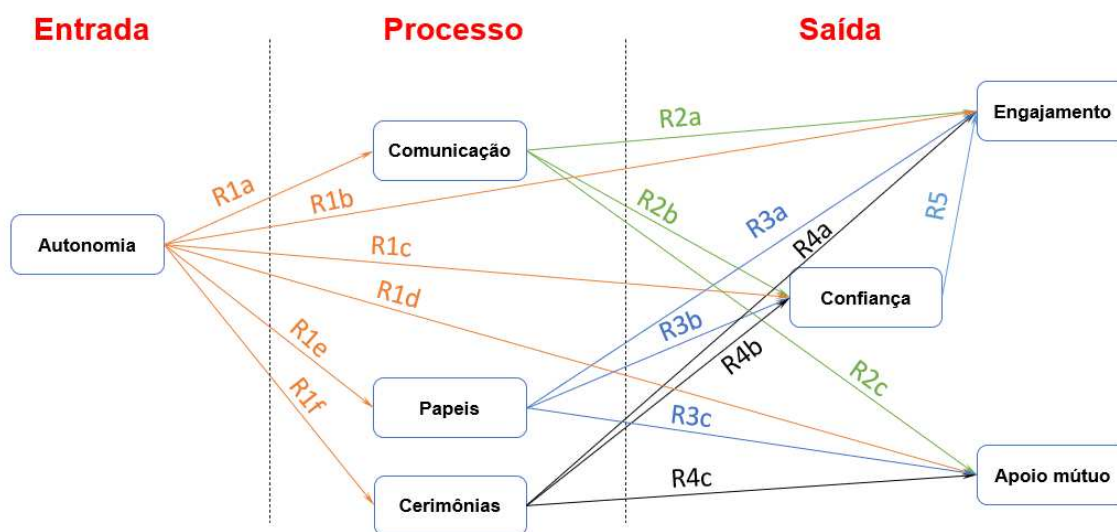 Entrada
Processo
Saída
Engajamento
R2a
Comunicação
R1a
R1b
R2b
R3a
R4a
R5
Autonomia
R1c
R1d
Confiança
R1e
R3b
R4b
R2c
R1f
Papeis
R3c
R4c
Apoio mútuo
Cerimônias